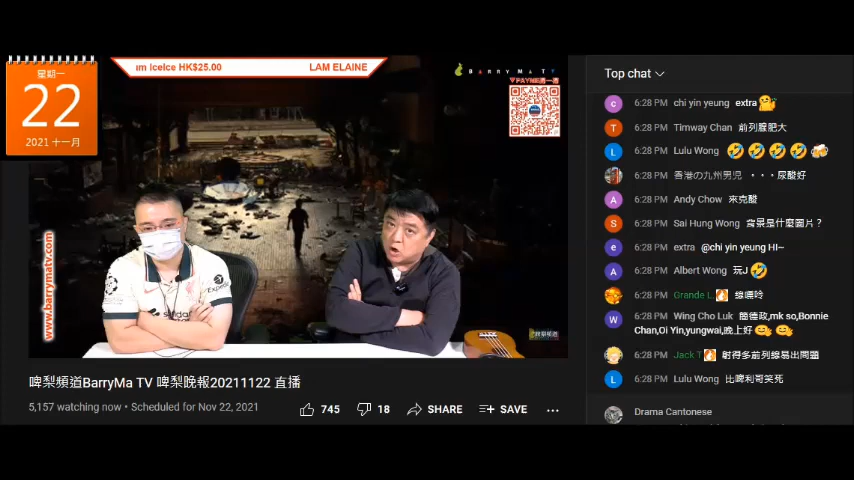 星期一
22
2021 十一月
ım IceIce HK$25.00
LAM ELAINE
BARRYMATV
www.barrymatv.com
啤梨頻道BarryMa TV 啤梨晚報20211122 直播
5,157 watching now • Scheduled for Nov 22, 2021
745
18
SHARE
SAVE
Top chat
6:28 PM chi yin yeung extra
6:28 PM Timway Chan 前列腺肥大
6:28 PM Lulu Wong
6:28 PM 香港の九州男児 ・・・尿酸好
6:28 PM Andy Chow 來克酸
6:28 PM Sai Hung Wong 背景是什麼圖片？
6:28 PM extra @chi yin yeung HI~
6:28 PM Albert Wong 玩J
6:28 PM Grande L.
6:28 PM Wing Cho Luk 簡德政,mk so,Bonnie
Chan,Oi Yin,yungwai,晚上好
6:28 PM Jack T 射得多前列線易出問題
6:28 PM Lulu Wong 比啤利哥笑死
Drama Cantonese